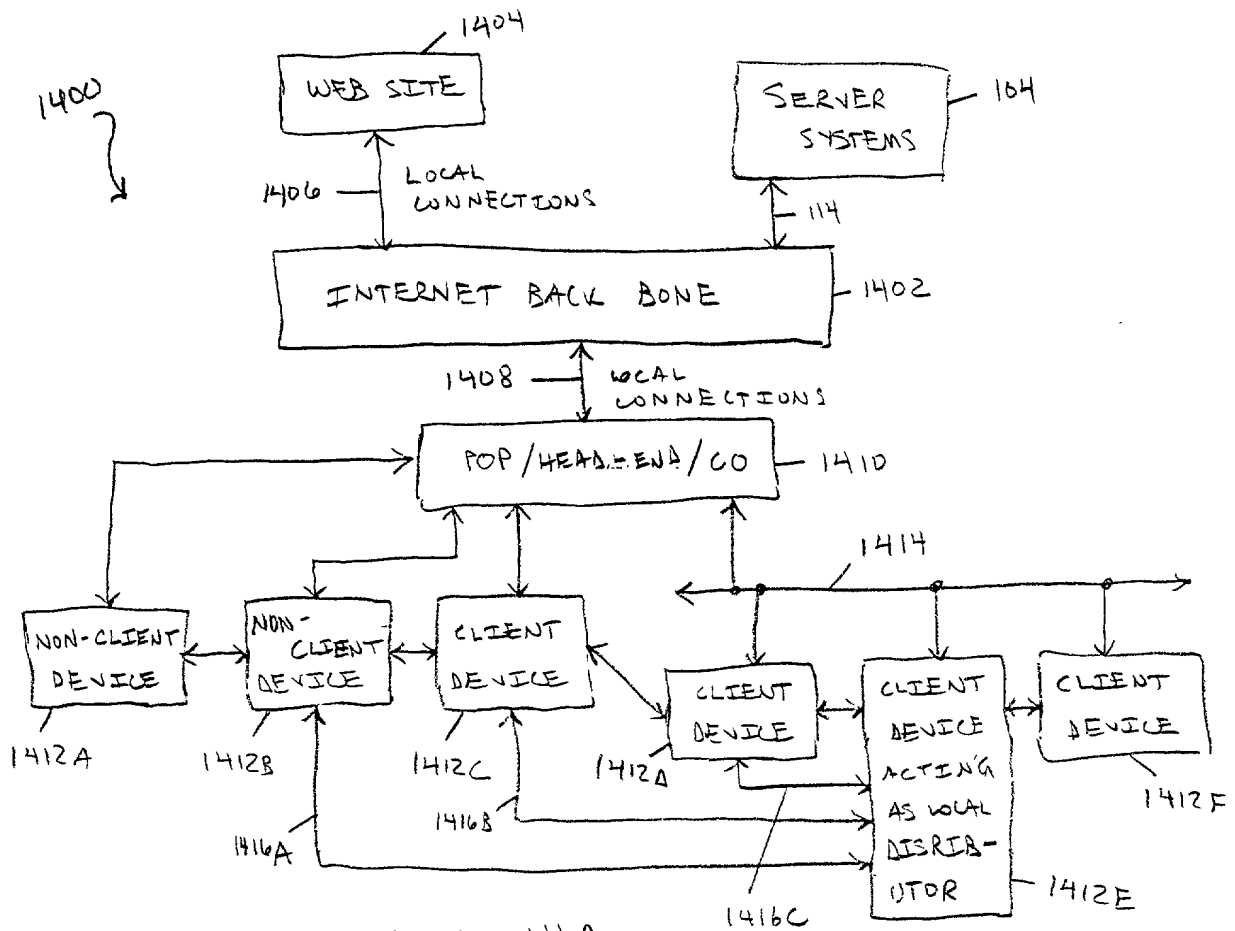 1404
WEB SITE
1400
SERVER
SYSTEMS
104
1406
LOCAL
CONNECTIONS
114
INTERNET BACK BONE
1402
1408
LOCAL
CONNECTIONS
POP/HEAD-END/CO
1410
1414
NON-CLIENT
DEVICE
NON-
CLIENT
DEVICE
CLIENT
DEVICE
CLIENT
DEVICE
CLIENT
DEVICE
ACTING
AS LOCAL
DISRIB-
UTOR
CLIENT
DEVICE
1412A
1412B
1412C
1412D
1412F
1416A
1416B
1416C
1412E